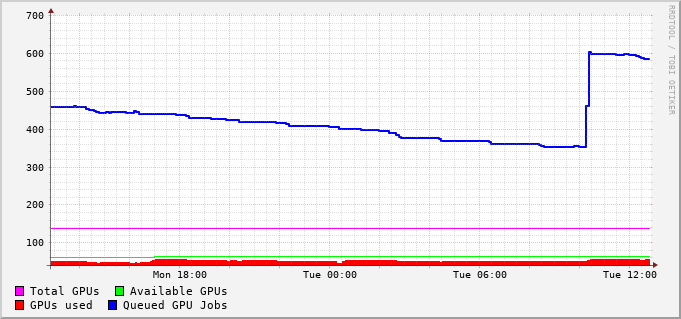 700
600
500
400
300
200
100
Mon 18:00 Tue 00:00 Tue 06:00 Tue 12:00
Total GPUs Available GPUs
GPUs used Queued GPU Jobs
RRDTOOL / TOBI OETIKER